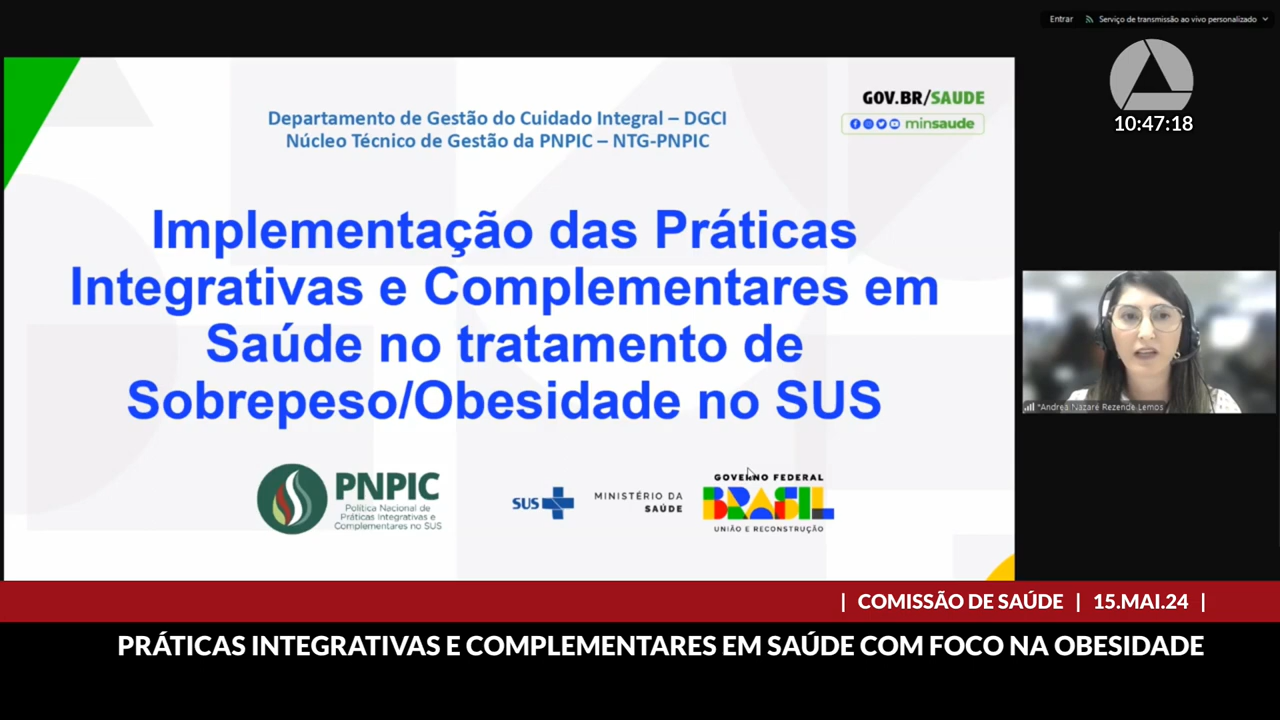 Entrar
Serviço de transmissão ao vivo personalizado
10:47:18
GOV.BR/SAUDE
minsaude
Departamento de Gestão do Cuidado Integral – DGCI
Núcleo Técnico de Gestão da PNPIC – NTG-PNPIC
Implementação das Práticas
Integrativas e Complementares em
Saúde no tratamento de
Sobrepeso/Obesidade no SUS
PNPIC
Política Nacional de
Práticas Integrativas e
Complementares no SUS
SUS
MINISTÉRIO DA
SAÚDE
GOVERNO FEDERAL
BRASIL
UNIÃO E RECONSTRUÇÃO
*Andrea Nazaré Rezende Lemos
| COMISSÃO DE SAÚDE | 15.MAI.24 |
PRÁTICAS INTEGRATIVAS E COMPLEMENTARES EM SAÚDE COM FOCO NA OBESIDADE